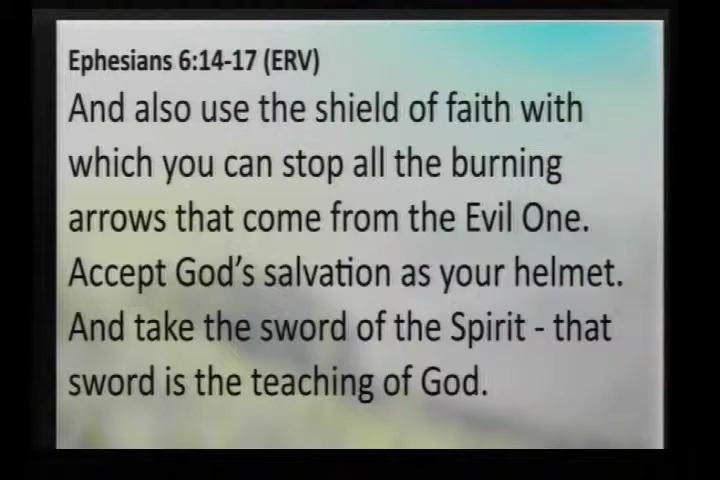 Ephesians 6:14-17 (ERV)
And also use the shield of faith with
which you can stop all the burning
arrows that come from the Evil One.
Accept God's salvation as your helmet.
And take the sword of the Spirit - that
sword is the teaching of God.